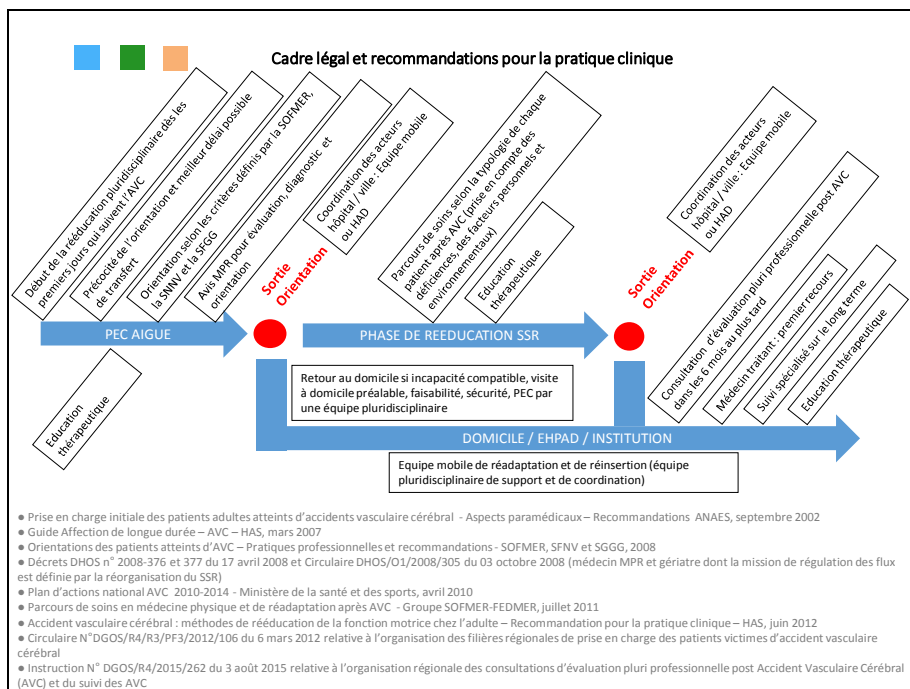 Cadre légal et recommandations pour la pratique clinique
Début de la rééducation pluridisciplinaire dès les
premiers jours qui suivent l’AVC
Précocité de l’orientation et meilleur délai possible
de transfert
Orientation selon les critères définis par la SOFMER,
la SNNV et la SFGG
Avis MPR pour évaluation, diagnostic et
orientation
Sortie
Orientation
Coordination des acteurs
hôpital / ville : Equipe mobile
ou HAD
Parcours de soins selon la typologie de chaque
patient après AVC (prise en compte des
déficiences, des facteurs personnels et
environnementaux)
Education
thérapeutique
Sortie
Orientation
Coordination des acteurs
hôpital / ville : Equipe mobile
ou HAD
Consultation d’évaluation pluri professionnelle post AVC
dans les 6 mois au plus tard
Médecin traitant : premier recours
Suivi spécialisé sur le long terme
Education thérapeutique
PEC AIGUE
PHASE DE REEDUCATION SSR
Education
thérapeutique
Retour au domicile si incapacité compatible, visite
à domicile préalable, faisabilité, sécurité, PEC par
une équipe pluridisciplinaire
DOMICILE / EHPAD / INSTITUTION
Equipe mobile de réadaptation et de réinsertion (équipe
pluridisciplinaire de support et de coordination)
● Prise en charge initiale des patients adultes atteints d’accidents vasculaire cérébral - Aspects paramédicaux – Recommandations ANAES, septembre 2002
● Guide Affection de longue durée – AVC – HAS, mars 2007
● Orientations des patients atteints d’AVC – Pratiques professionnelles et recommandations - SOFMER, SFNV et SGGG, 2008
● Décrets DHOS n° 2008-376 et 377 du 17 avril 2008 et Circulaire DHOS/O1/2008/305 du 03 octobre 2008 (médecin MPR et gériatre dont la mission de régulation des flux
est définie par la réorganisation du SSR)
● Plan d’actions national AVC 2010-2014 - Ministère de la santé et des sports, avril 2010
● Parcours de soins en médecine physique et de réadaptation après AVC - Groupe SOFMER-FEDMER, juillet 2011
● Accident vasculaire cérébral : méthodes de rééducation de la fonction motrice chez l’adulte – Recommandation pour la pratique clinique – HAS, juin 2012
● Circulaire N°DGOS/R4/R3/PF3/2012/106 du 6 mars 2012 relative à l’organisation des filières régionales de prise en charge des patients victimes d’accident vasculaire
cérébral
● Instruction N° DGOS/R4/2015/262 du 3 août 2015 relative à l’organisation régionale des consultations d’évaluation pluri professionnelle post Accident Vasculaire Cérébral
(AVC) et du suivi des AVC